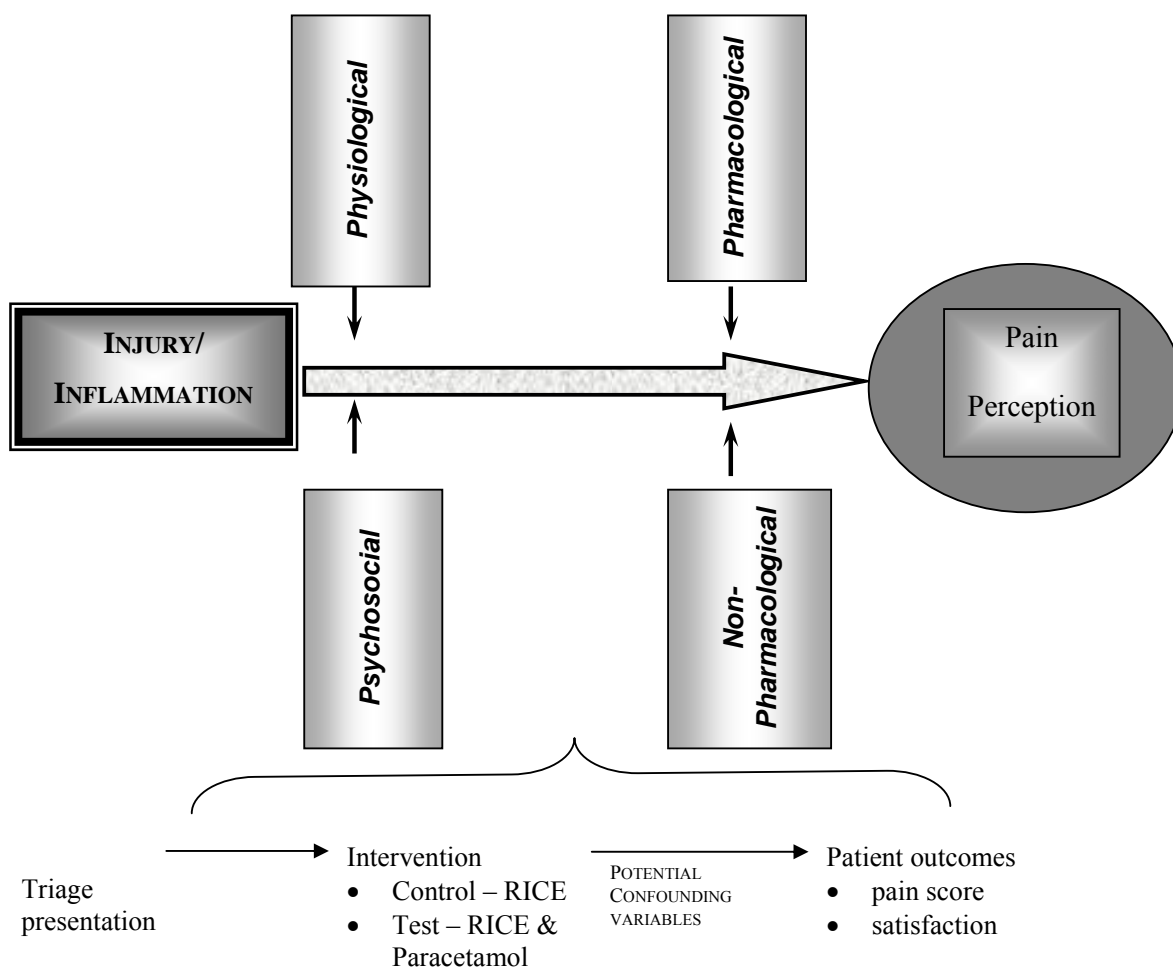 Physiological
Pharmacological
INJURY/
INFLAMMATION
Pain
Perception
Psychosocial
Non-
Pharmacological
Triage
presentation
Intervention
• Control – RICE
• Test – RICE &
Paracetamol
POTENTIAL
CONFOUNDING
VARIABLES
Patient outcomes
• pain score
• satisfaction